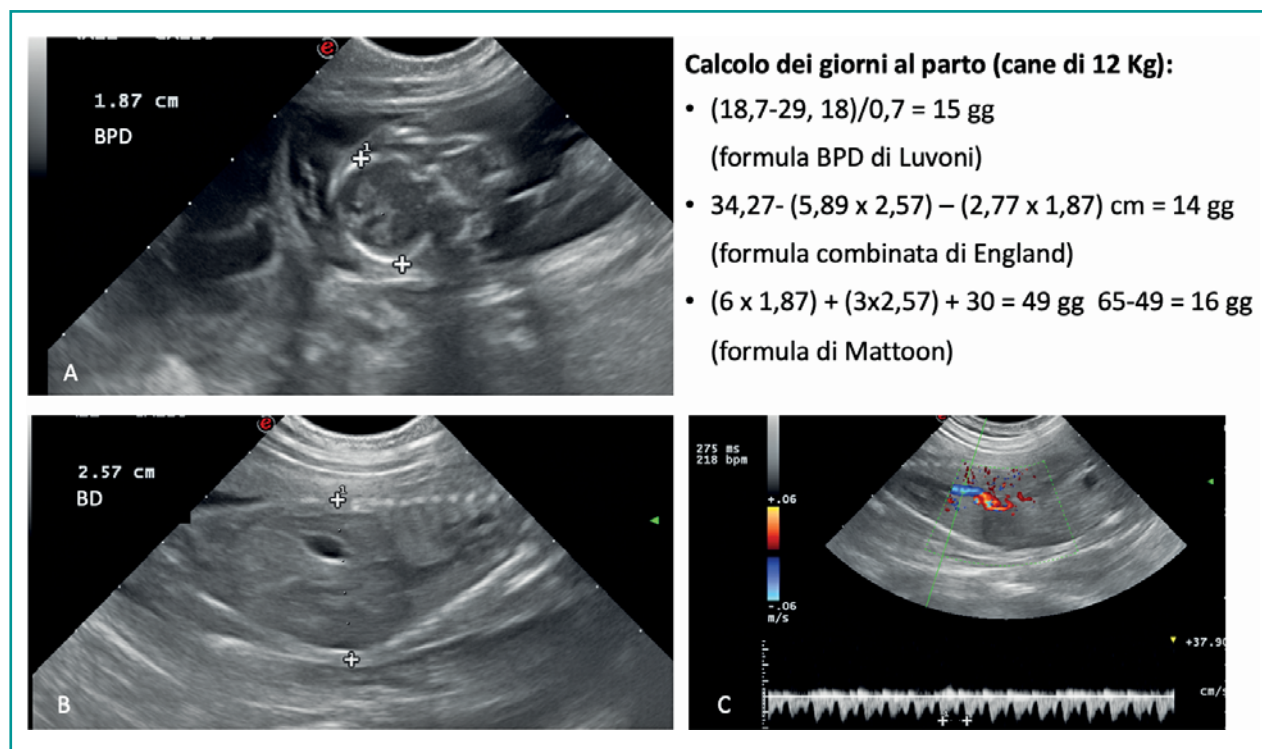 1.87 cm
BPD
A
Calcolo dei giorni al parto (cane di 12 Kg):
• (18,7-29, 18)/0,7 = 15 gg
(formula BPD di Luvoni)
• 34,27- (5,89 x 2,57) – (2,77 x 1,87) cm = 14 gg
(formula combinata di England)
• (6 x 1,87) + (3x2,57) + 30 = 49 gg 65-49 = 16 gg
(formula di Mattoon)
2.57 cm
BD
1
B
275 ms
218 bpm
+.06
-.06
m/s
+37.90
cm/s
C